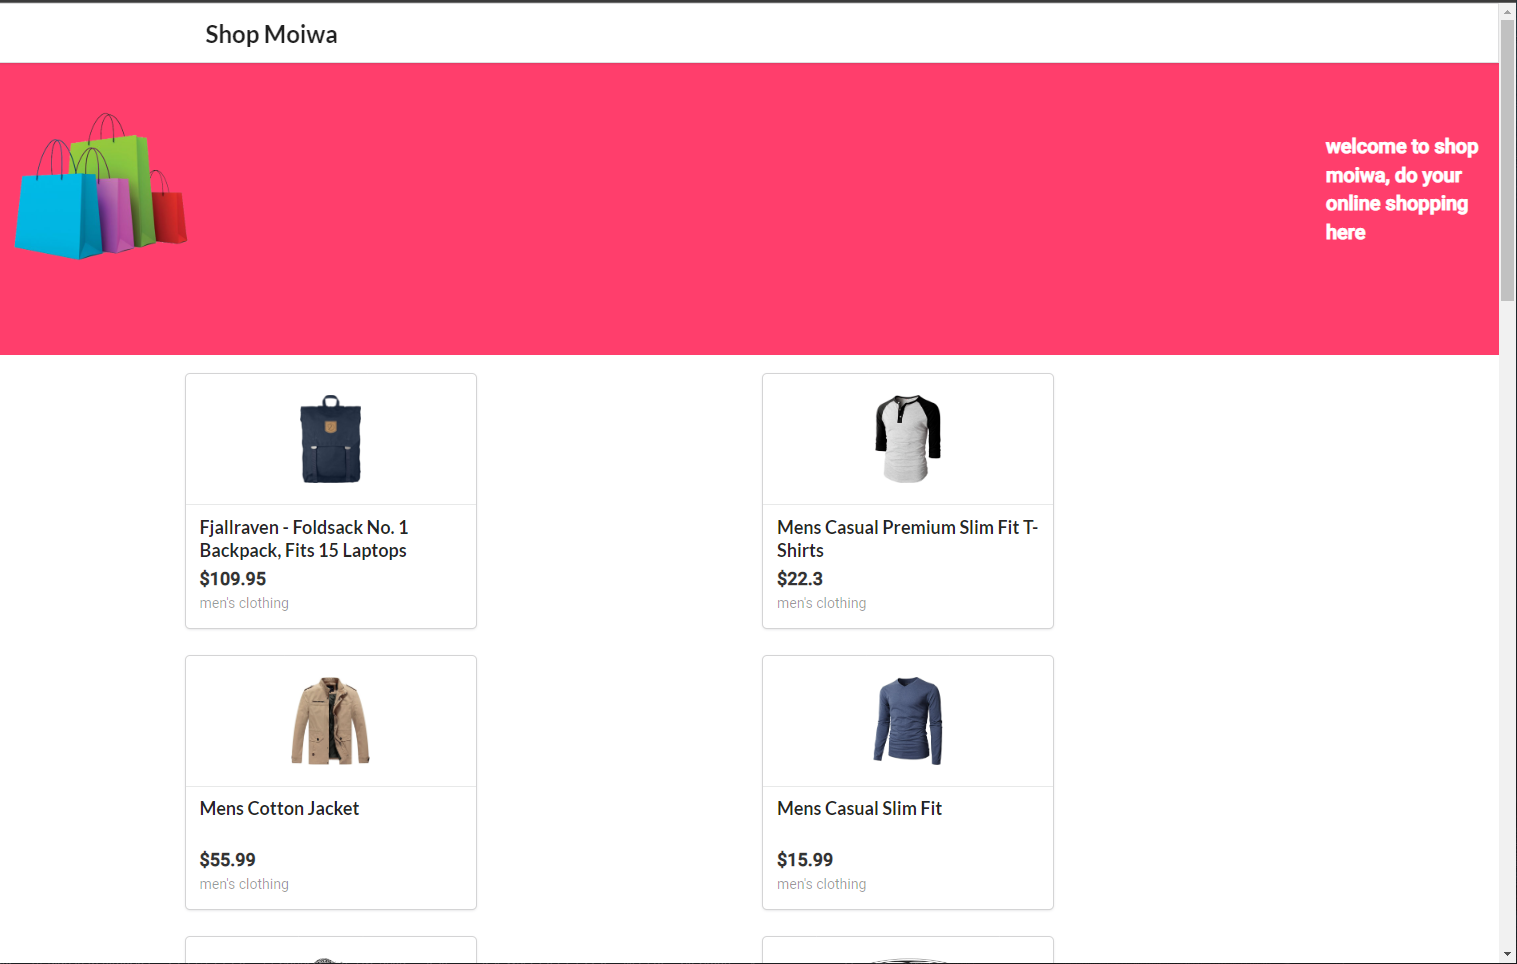 Shop Moiwa
welcome to shop
moiwa, do your
online shopping
here
Fjallraven - Foldsack No. 1
Backpack, Fits 15 Laptops
$109.95
men's clothing
Mens Casual Premium Slim Fit T-
Shirts
$22.3
men's clothing
Mens Cotton Jacket
$55.99
men's clothing
Mens Casual Slim Fit
$15.99
men's clothing